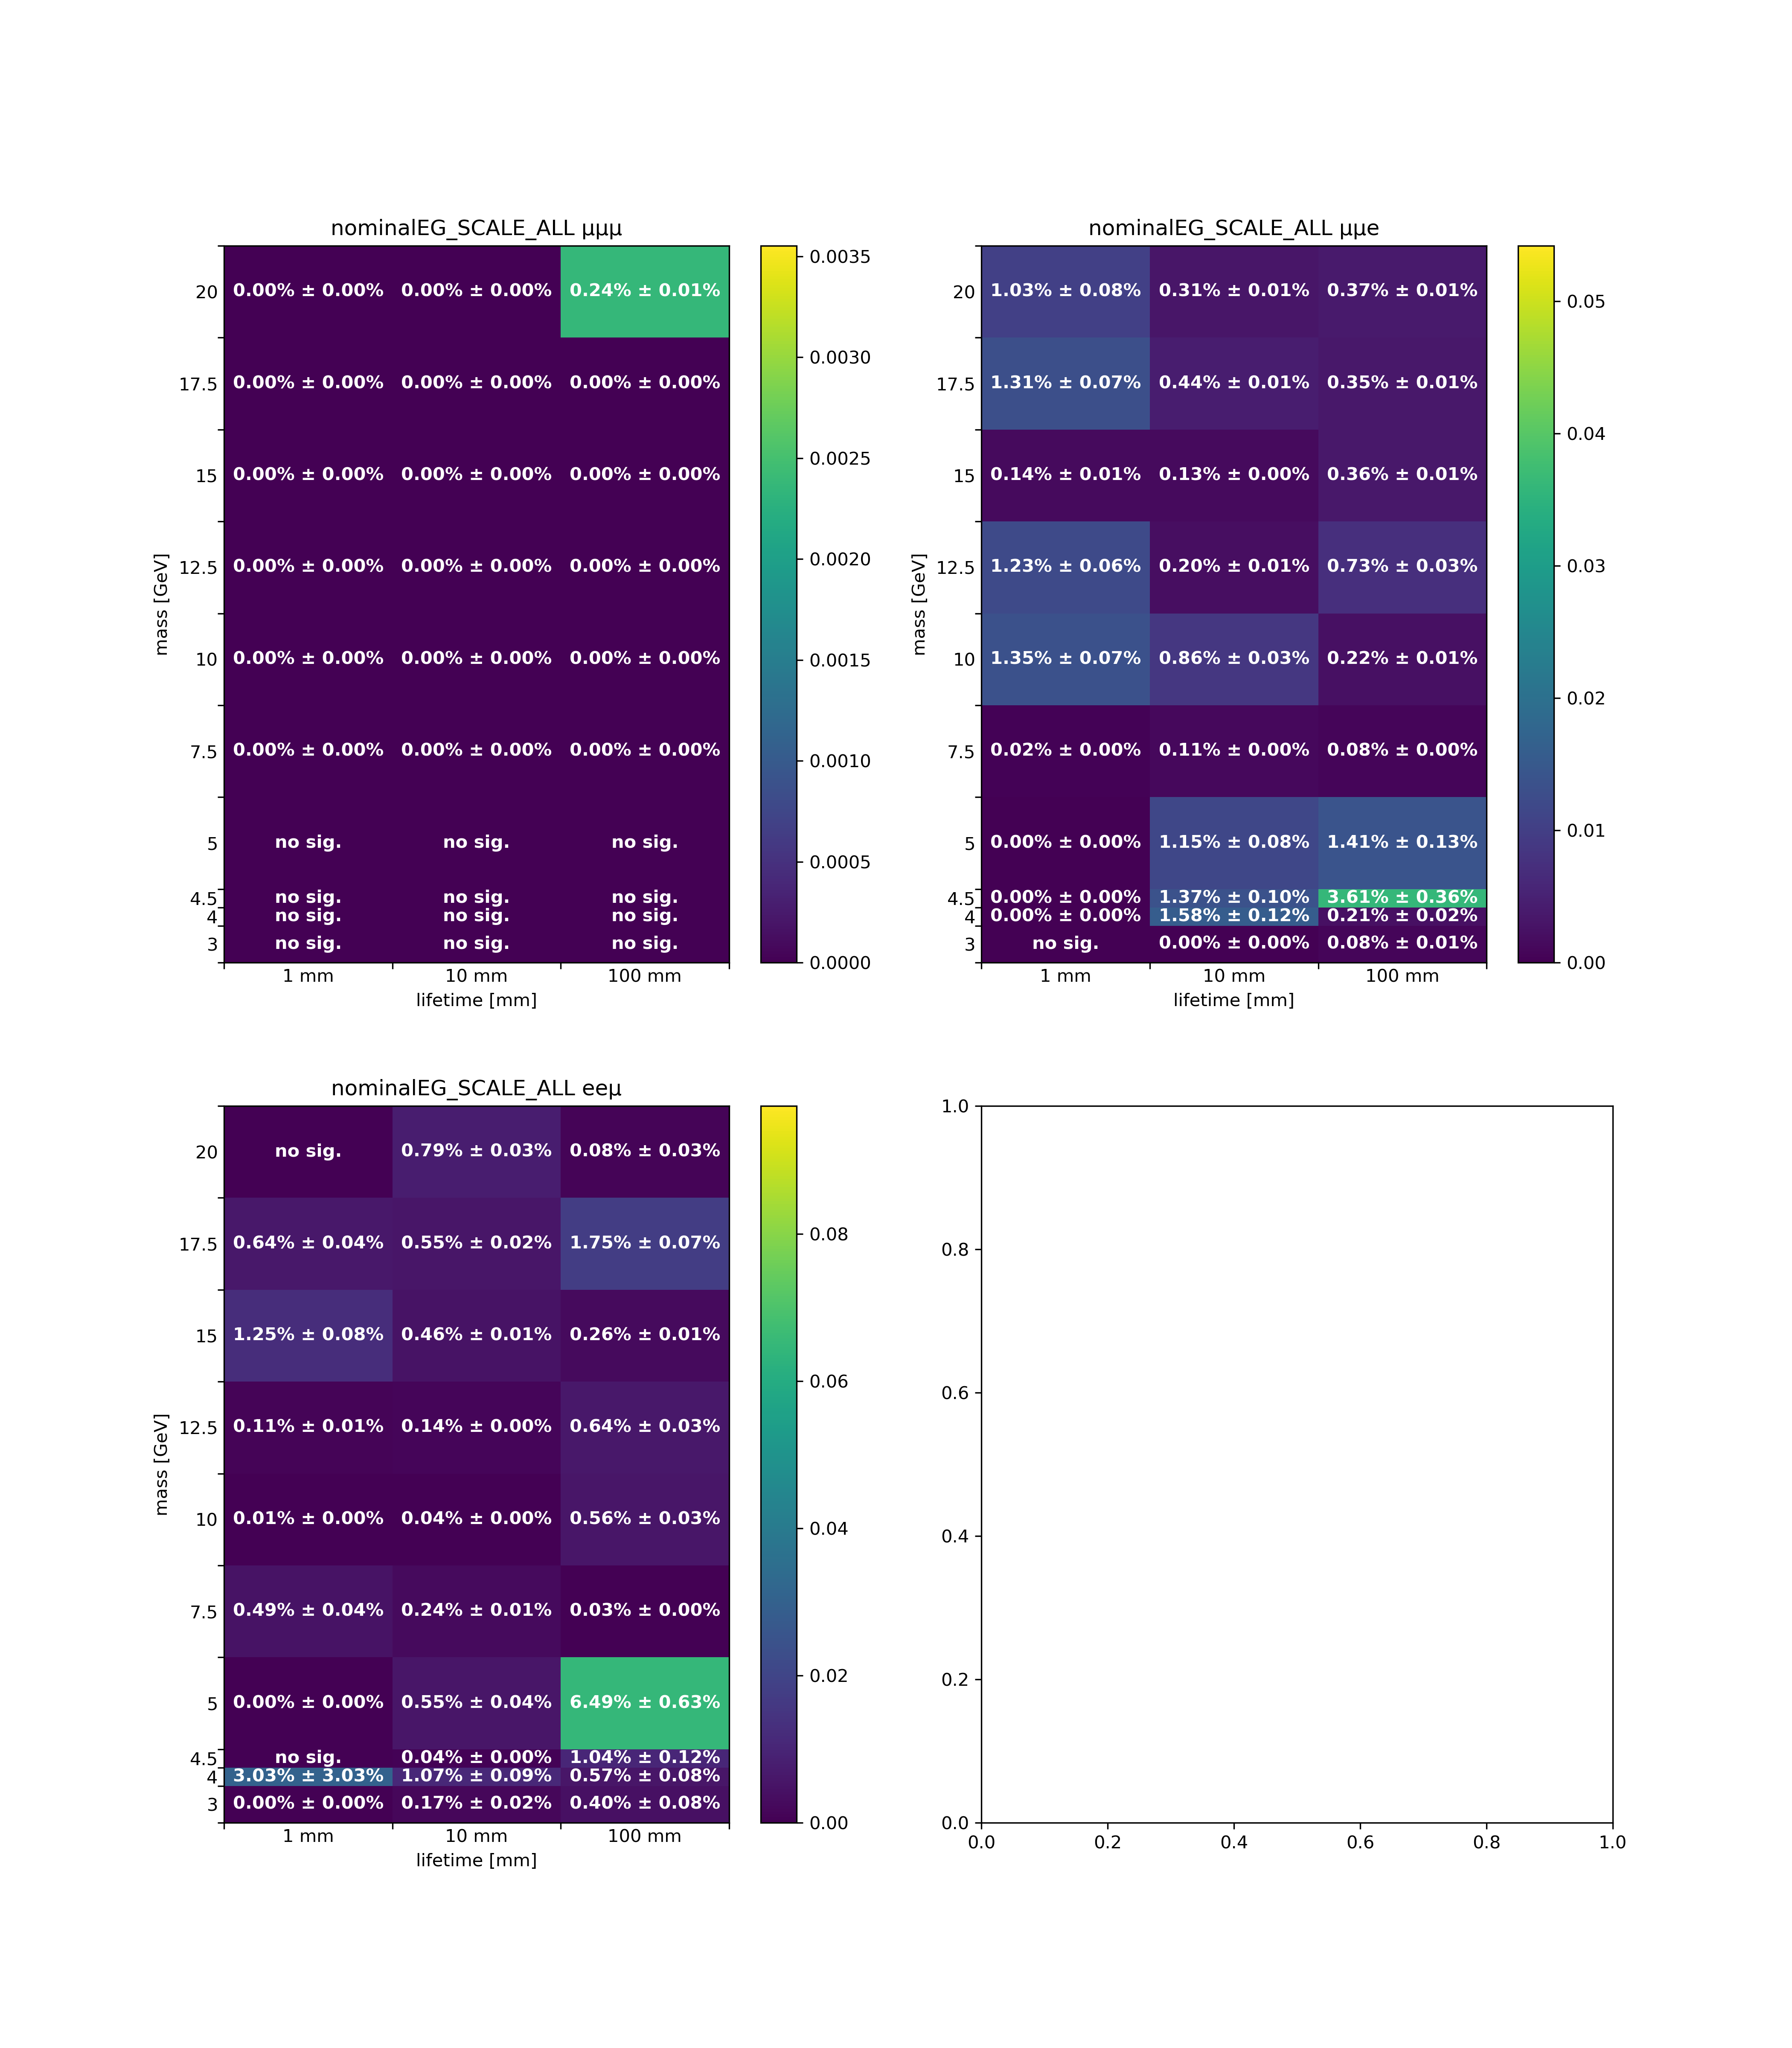 nominalEG_SCALE_ALL μμμ
20 0.00% ± 0.00% 0.00% ± 0.00% 0.24% ± 0.01%
17.5 0.00% ± 0.00% 0.00% ± 0.00% 0.00% ± 0.00%
15 0.00% ± 0.00% 0.00% ± 0.00% 0.00% ± 0.00%
12.5 0.00% ± 0.00% 0.00% ± 0.00% 0.00% ± 0.00%
10 0.00% ± 0.00% 0.00% ± 0.00% 0.00% ± 0.00%
7.5 0.00% ± 0.00% 0.00% ± 0.00% 0.00% ± 0.00%
5 no sig. no sig. no sig.
4.5 no sig. no sig. no sig.
4 no sig. no sig. no sig.
3 no sig. no sig. no sig.
1 mm 10 mm 100 mm
lifetime [mm]
mass [GeV]
0.0035
0.0030
0.0025
0.0020
0.0015
0.0010
0.0005
0.0000
nominalEG_SCALE_ALL μμe
20 1.03% ± 0.08% 0.31% ± 0.01% 0.37% ± 0.01%
17.5 1.31% ± 0.07% 0.44% ± 0.01% 0.35% ± 0.01%
15 0.14% ± 0.01% 0.13% ± 0.00% 0.36% ± 0.01%
12.5 1.23% ± 0.06% 0.20% ± 0.01% 0.73% ± 0.03%
10 1.35% ± 0.07% 0.86% ± 0.03% 0.22% ± 0.01%
7.5 0.02% ± 0.00% 0.11% ± 0.00% 0.08% ± 0.00%
5 0.00% ± 0.00% 1.15% ± 0.08% 1.41% ± 0.13%
4.5 0.00% ± 0.00% 1.37% ± 0.10% 3.61% ± 0.36%
4 0.00% ± 0.00% 1.58% ± 0.12% 0.21% ± 0.02%
3 no sig. 0.00% ± 0.00% 0.08% ± 0.01%
1 mm 10 mm 100 mm
lifetime [mm]
mass [GeV]
0.05
0.04
0.03
0.02
0.01
0.00
nominalEG_SCALE_ALL eeμ
20 no sig. 0.79% ± 0.03% 0.08% ± 0.03%
17.5 0.64% ± 0.04% 0.55% ± 0.02% 1.75% ± 0.07%
15 1.25% ± 0.08% 0.46% ± 0.01% 0.26% ± 0.01%
12.5 0.11% ± 0.01% 0.14% ± 0.00% 0.64% ± 0.03%
10 0.01% ± 0.00% 0.04% ± 0.00% 0.56% ± 0.03%
7.5 0.49% ± 0.04% 0.24% ± 0.01% 0.03% ± 0.00%
5 0.00% ± 0.00% 0.55% ± 0.04% 6.49% ± 0.63%
4.5 no sig. 0.04% ± 0.00% 1.04% ± 0.12%
4 3.03% ± 3.03% 1.07% ± 0.09% 0.57% ± 0.08%
3 0.00% ± 0.00% 0.17% ± 0.02% 0.40% ± 0.08%
1 mm 10 mm 100 mm
lifetime [mm]
mass [GeV]
0.08
0.06
0.04
0.02
0.00
1.0
0.8
0.6
0.4
0.2
0.0
0.0 0.2 0.4 0.6 0.8 1.0